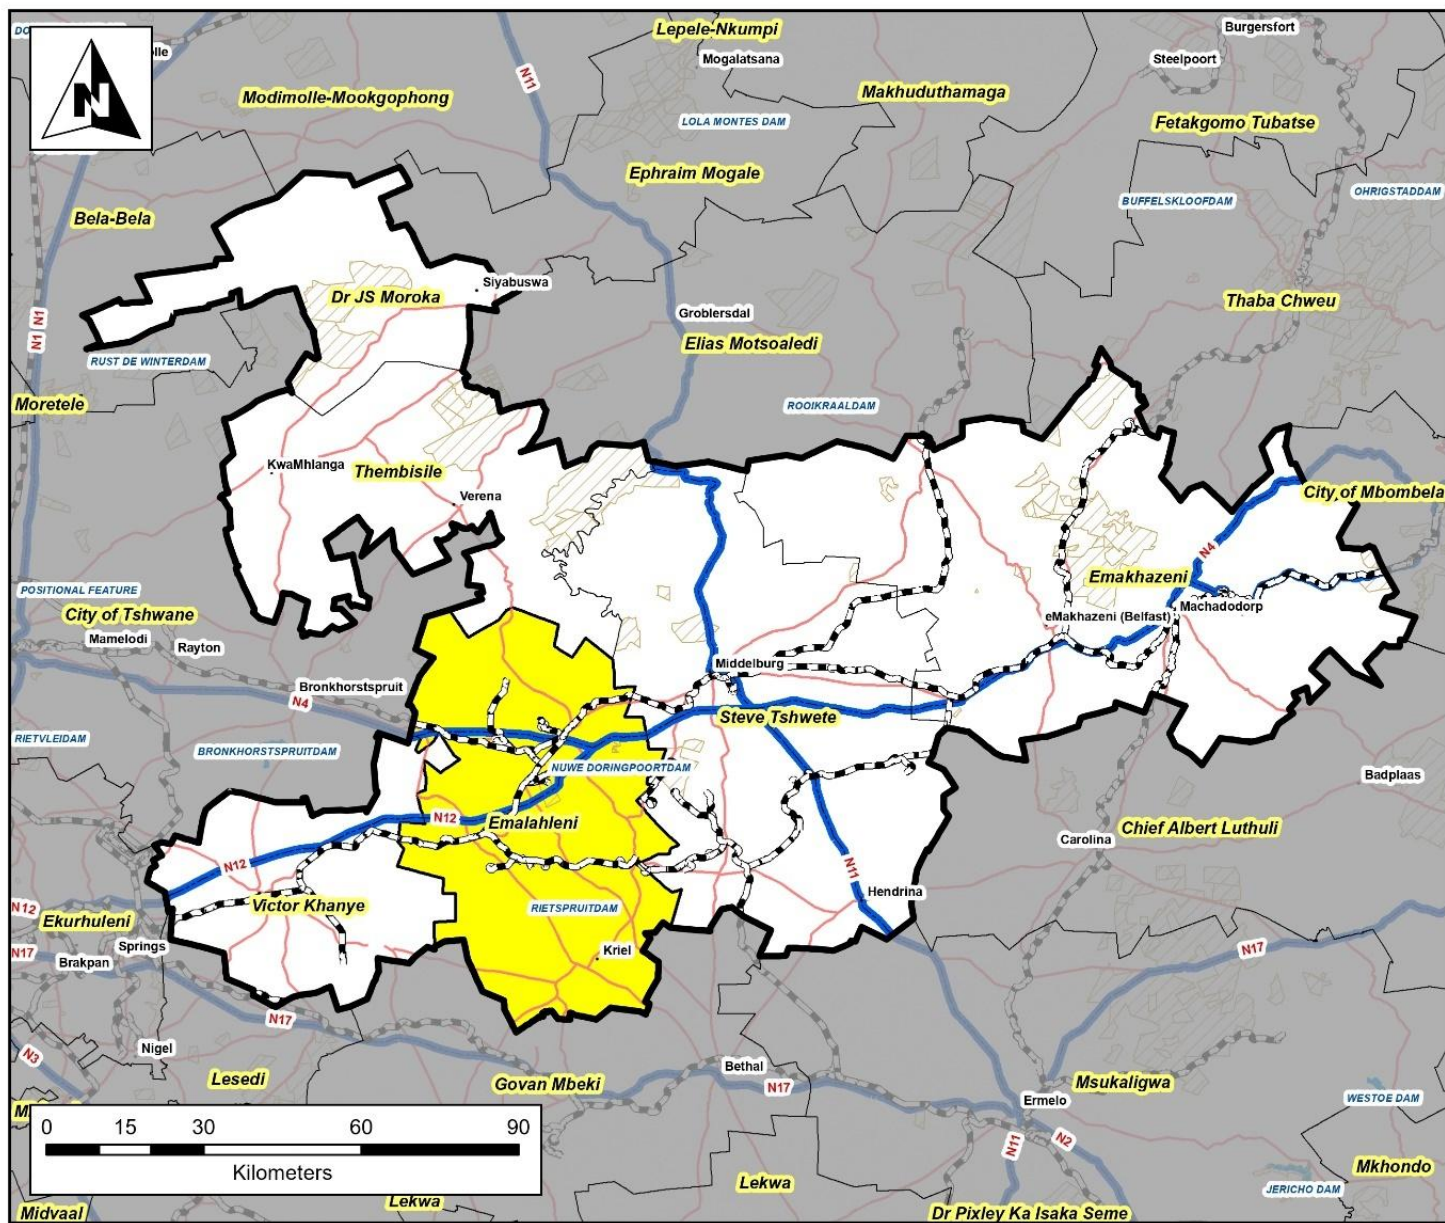 Lepele-Nkumpi
Burgersfort
DO
olle
Mogalatsana
Steelpoort
N11
Modimolle-Mookgophong
Makhuduthamaga
LOLA MONTES DAM
Fetakgomo Tubatse
N
Ephraim Mogale
OHRIGSTADDAM
BUFFELSKLOOFDAM
Bela-Bela
Siyabuswa
Dr JS Moroka
Thaba Chweu
Groblersdal
N1 N1
Elias Motsoaledi
RUST DE WINTERDAM
Moretele
ROOIKRAALDAM
KwaMhlanga
Thembisile
Verena
City of Mbombela
N4
Emakhazeni
POSITIONAL FEATURE
City of Tshwane
Machadodorp
eMakhazeni (Belfast)
Mamelodi
Rayton
Middelburg
Bronkhorstspruit
N4
Steve Tshwete
RIETVLEIDAM
BRONKHORSTSPRUITDAM
NUWE DORINGPOORTDAM
Badplaas
N12
Emalahleni
Chief Albert Luthuli
Carolina
N12
N11
Hendrina
Victor Khanye
RIETSPRUITDAM
N12
Ekurhuleni
Springs
N17
Brakpan
Kriel
N17
N17
N3
Nigel
Bethal
Lesedi
Govan Mbeki
N17
Msukaligwa
Ermelo
WESTOE DAM
M
0 15 30 60 90
Kilometers
N11
N2
Mkhondo
Lekwa
JERICHO DAM
Lekwa
Midvaal
Dr Pixley Ka Isaka Seme